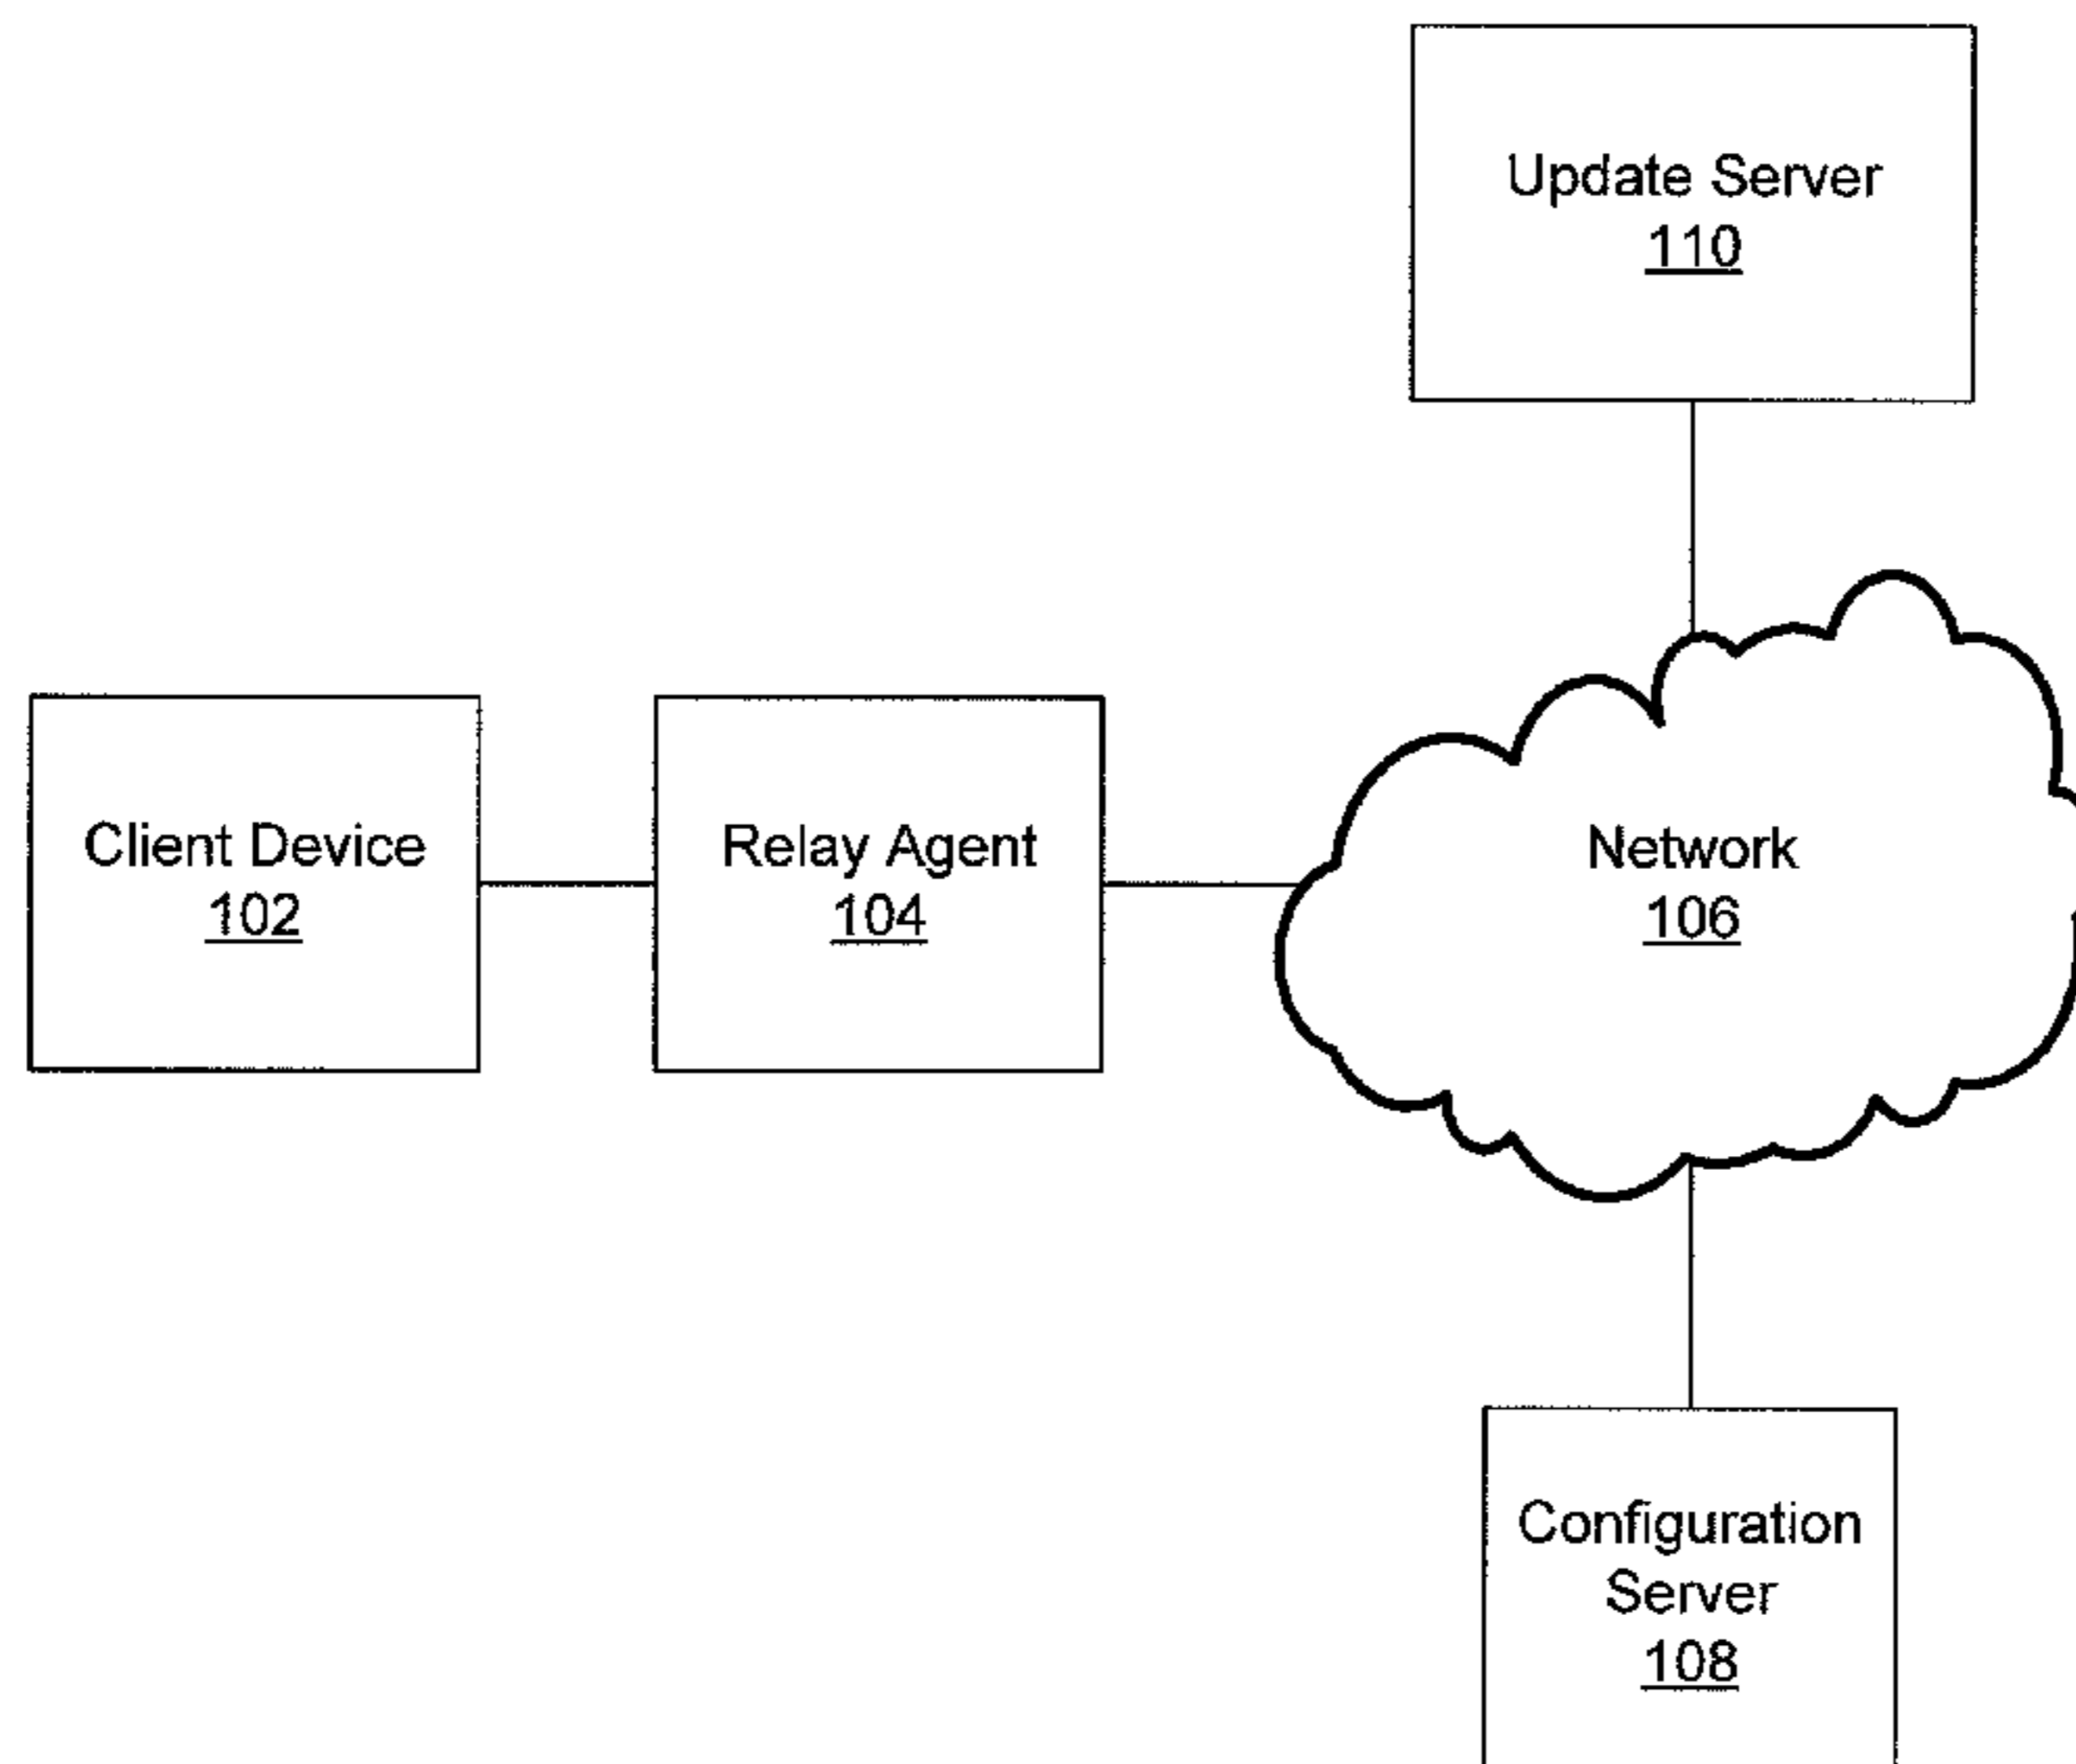 Update Server
110
Client Device
102
Relay Agent
104
Network
106
Configuration
Server
108